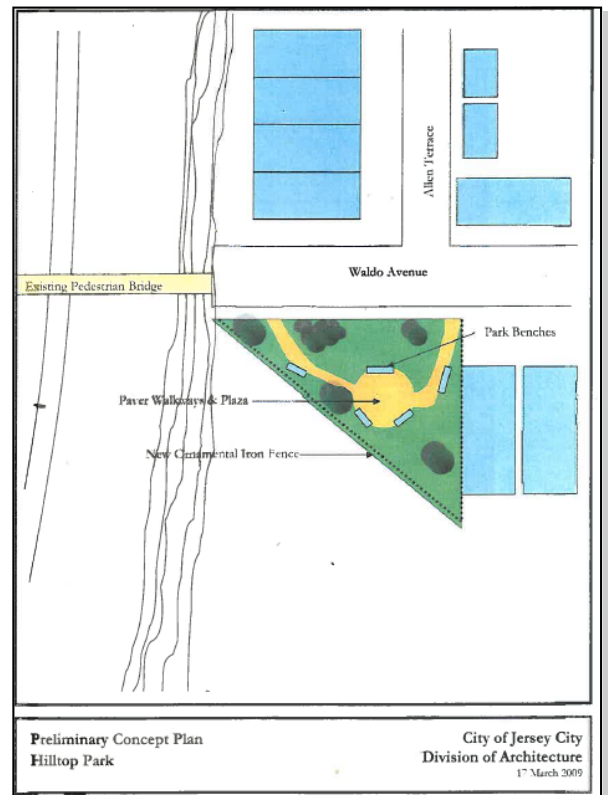 Allen Terrace
Waldo Avenue
Existing Pedestrian Bridge
Park Benches
Paver Walkways & Plaza
New Ornamental Iron Fence
Preliminary Concept Plan
Hilltop Park
City of Jersey City
Division of Architecture
17 March 2009